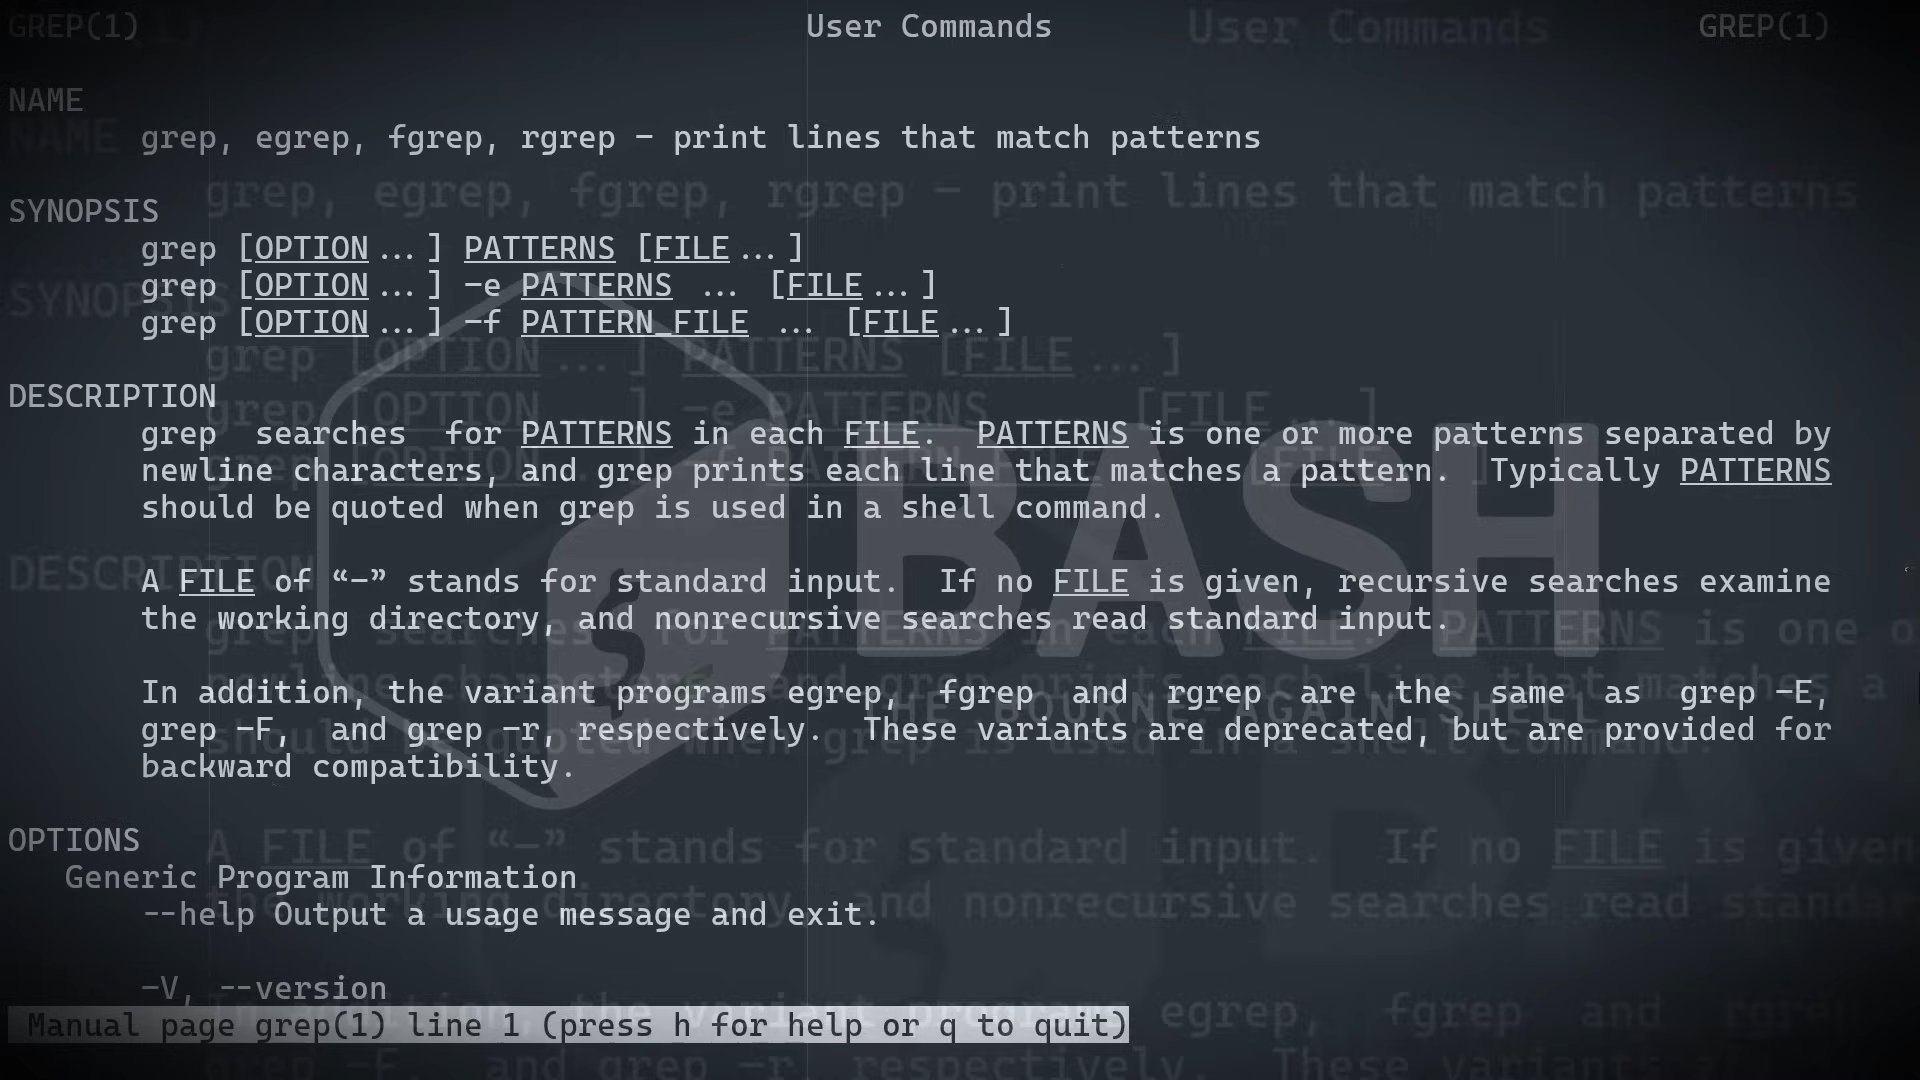 GREP(1) User Commands GREP(1)
NAME
grep, egrep, fgrep, rgrep - print lines that match patterns
SYNOPSIS
grep [OPTION...] PATTERNS [FILE...]
grep [OPTION...] -e PATTERNS ... [FILE...]
grep [OPTION...] -f PATTERN_FILE ... [FILE...]
DESCRIPTION
grep searches for PATTERNS in each FILE. PATTERNS is one or more patterns separated by
newline characters, and grep prints each line that matches a pattern. Typically PATTERNS
should be quoted when grep is used in a shell command.
A FILE of “-” stands for standard input. If no FILE is given, recursive searches examine
the working directory, and nonrecursive searches read standard input.
In addition, the variant programs egrep, fgrep and rgrep are the same as grep -E,
grep -F, and grep -r, respectively. These variants are deprecated, but are provided for
backward compatibility.
OPTIONS
Generic Program Information
--help Output a usage message and exit.
-V, --version
Manual page grep(1) line 1 (press h for help or q to quit)
BASH
THE BOURNE-AGAIN SHELL